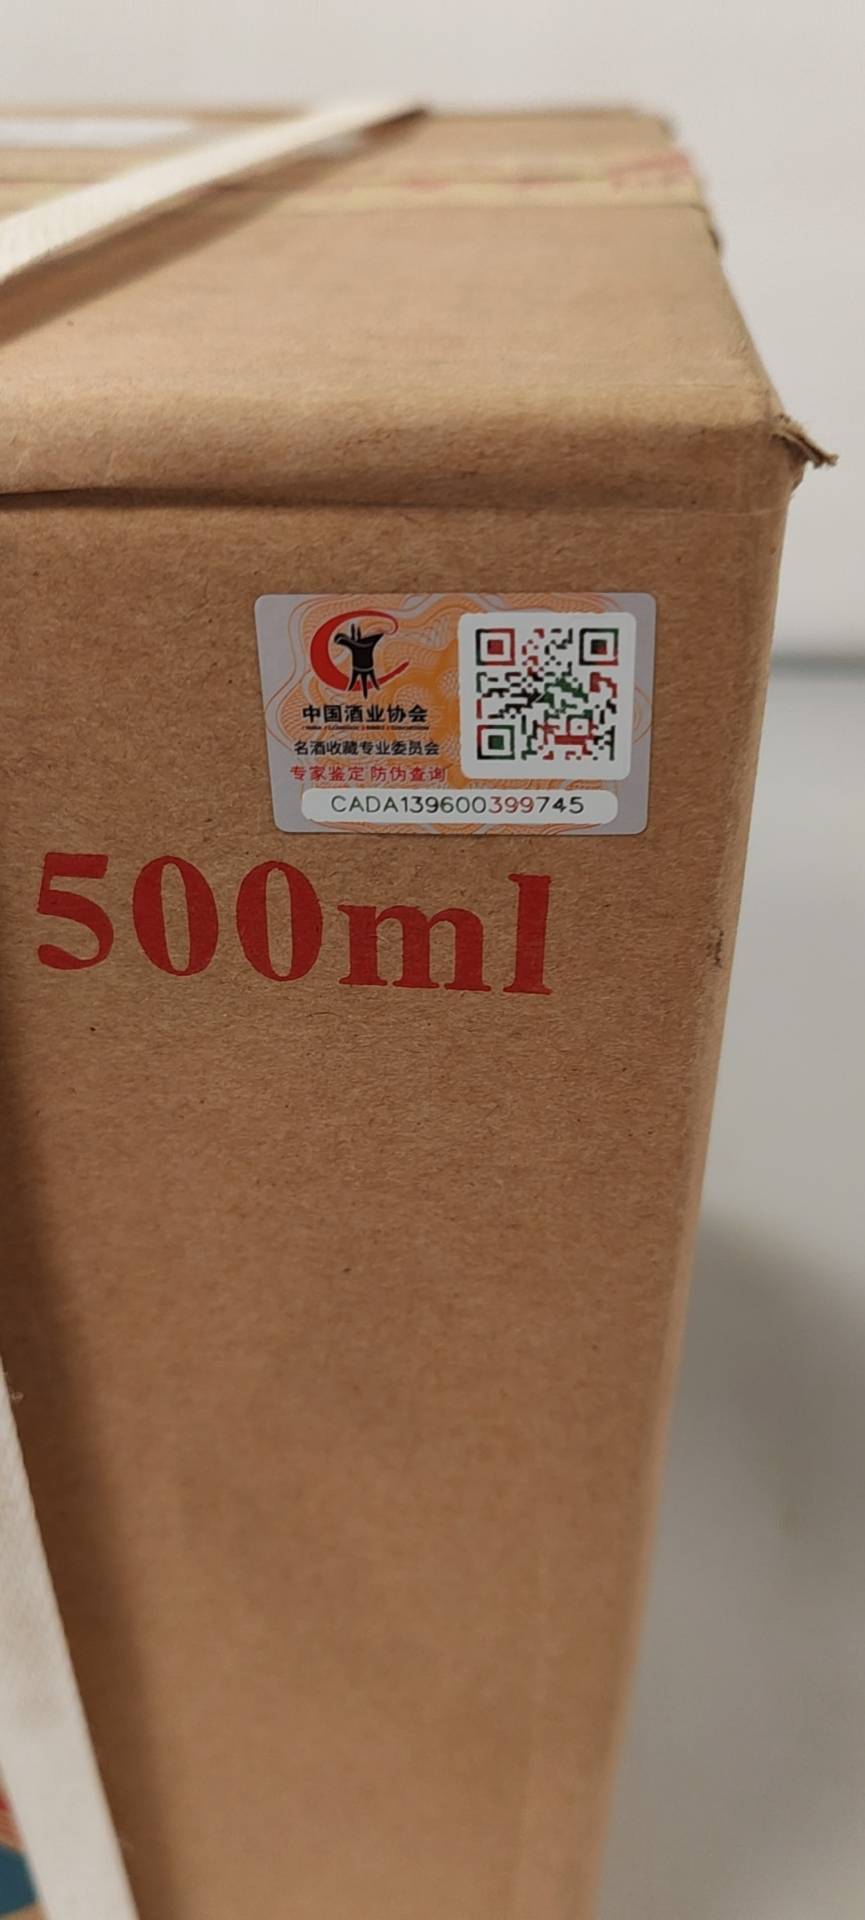 中国酒业协会
名酒收藏专业委员会
专家鉴定 防伪查询
CADA139600399745
500ml